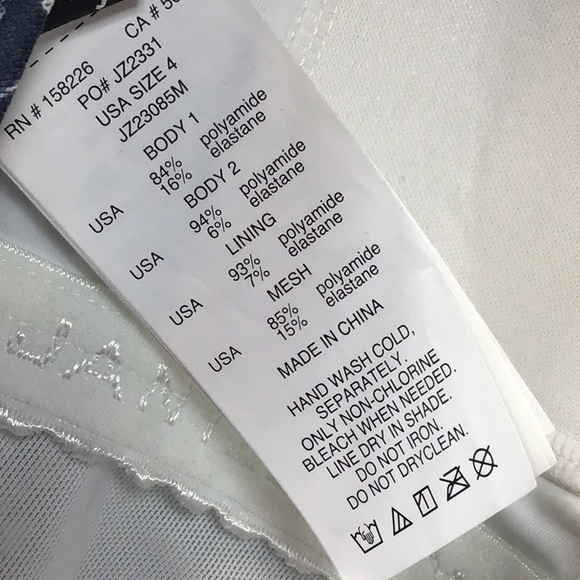 RN # 158226 CA #
PO# JZ2331
USA SIZE 4
JZ23085M
BODY 1
USA 84% polyamide
16% elastane
BODY 2
USA 94% polyamide
6% elastane
LINING
USA 93% polyamide
7% elastane
MESH
USA 85% polyamide
15% elastane
MADE IN CHINA
HAND WASH COLD,
SEPARATELY.
ONLY NON-CHLORINE
BLEACH WHEN NEEDED.
LINE DRY IN SHADE.
DO NOT IRON.
DO NOT DRYCLEAN.